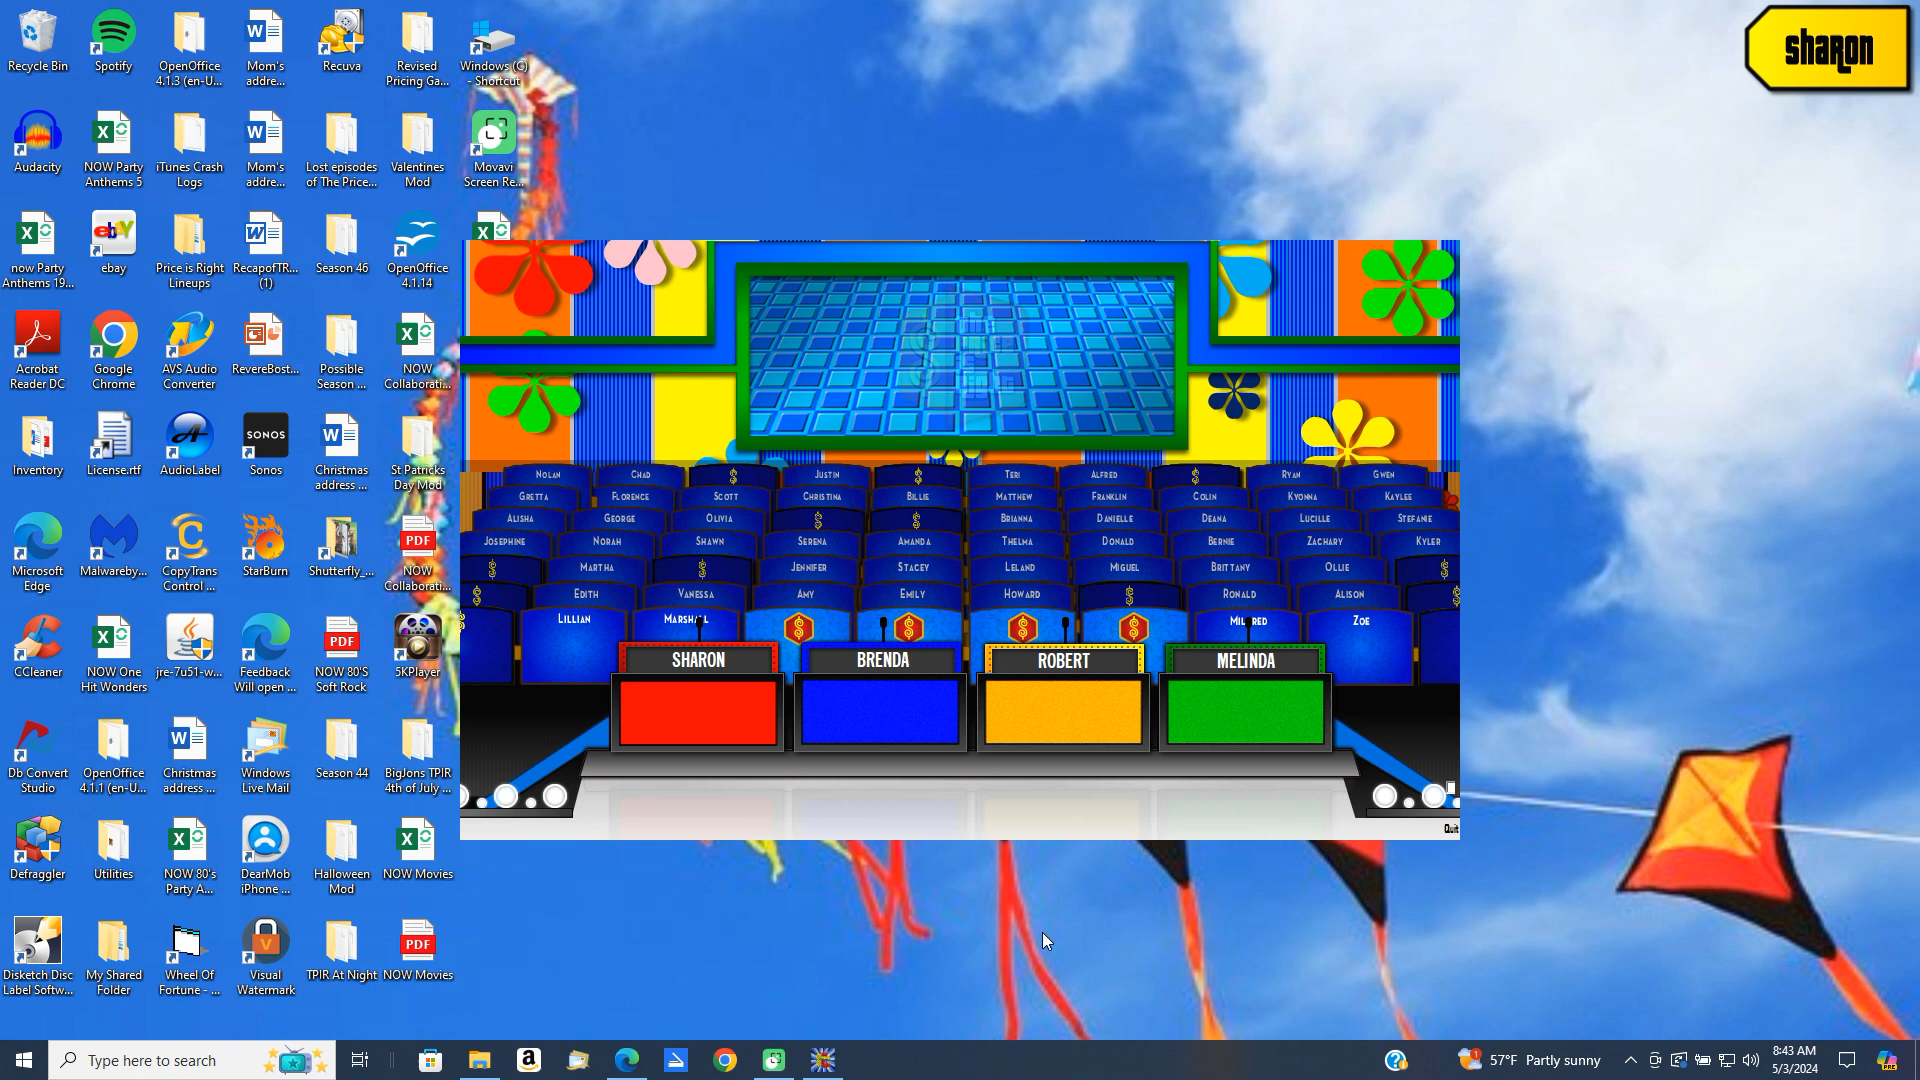 Recycle Bin
Spotify
OpenOffice
4.1.3 (en-U...
Mom's
addre...
Recuva
Revised
Pricing Ga...
Windows (C)
- Shortcut
sharon
Audacity
NOW Party
Anthems 5
iTunes Crash
Logs
Mom's
addre...
Lost episodes
of The Price...
Valentines
Mod
Movavi
Screen Re...
now Party
Anthems 19...
ebay
Price is Right
Lineups
RecapofTR...
(1)
Season 46
OpenOffice
4.1.14
Acrobat
Reader DC
Google
Chrome
AVS Audio
Converter
RevereBost...
Possible
Season ...
NOW
Collaborati...
Inventory
License.rtf
AudioLabel
SONOS
Sonos
Christmas
address ...
St Patricks
Day Mod
Microsoft
Edge
Malwareby...
CopyTrans
Control ...
StarBurn
Shutterfly_...
PDF
NOW
Collaborati...
CCleaner
NOW One
Hit Wonders
jre-7u51-w...
Feedback
Will open ...
PDF
NOW 80'S
Soft Rock
5KPlayer
Db Convert
Studio
OpenOffice
4.1.1 (en-U...
Christmas
address ...
Windows
Live Mail
Season 44
BigJons TPIR
4th of July ...
Defraggler
Utilities
NOW 80's
Party A...
DearMob
iPhone ...
Halloween
Mod
NOW Movies
Disketch Disc
Label Softw...
My Shared
Folder
Wheel Of
Fortune - ...
Visual
Watermark
TPIR At Night
PDF
NOW Movies
NOLAN CHAD JUSTIN TERI ALFRED RYAN GWEN
GRETTA FLORENCE SCOTT CHRISTINA BILLIE MATTHEW FRANKLIN COLIN KYONNA KAYLEE
ALISHA GEORGE OLIVIA BRIANNA DANIELLE DEANA LUCILLE STEFANIE
JOSEPHINE NORAH SHAWN SERENA AMANDA THELMA DONALD BERNIE ZACHARY KYLER
MARTHA JENNIFER STACEY LELAND MIGUEL BRITTANY OLLIE
EDITH VANESSA AMY EMILY HOWARD RONALD ALISON
LILLIAN MARSHALL MILDRED ZOE
SHARON BRENDA ROBERT MELINDA
Quit
Type here to search
57°F Partly sunny
8:43 AM
5/3/2024